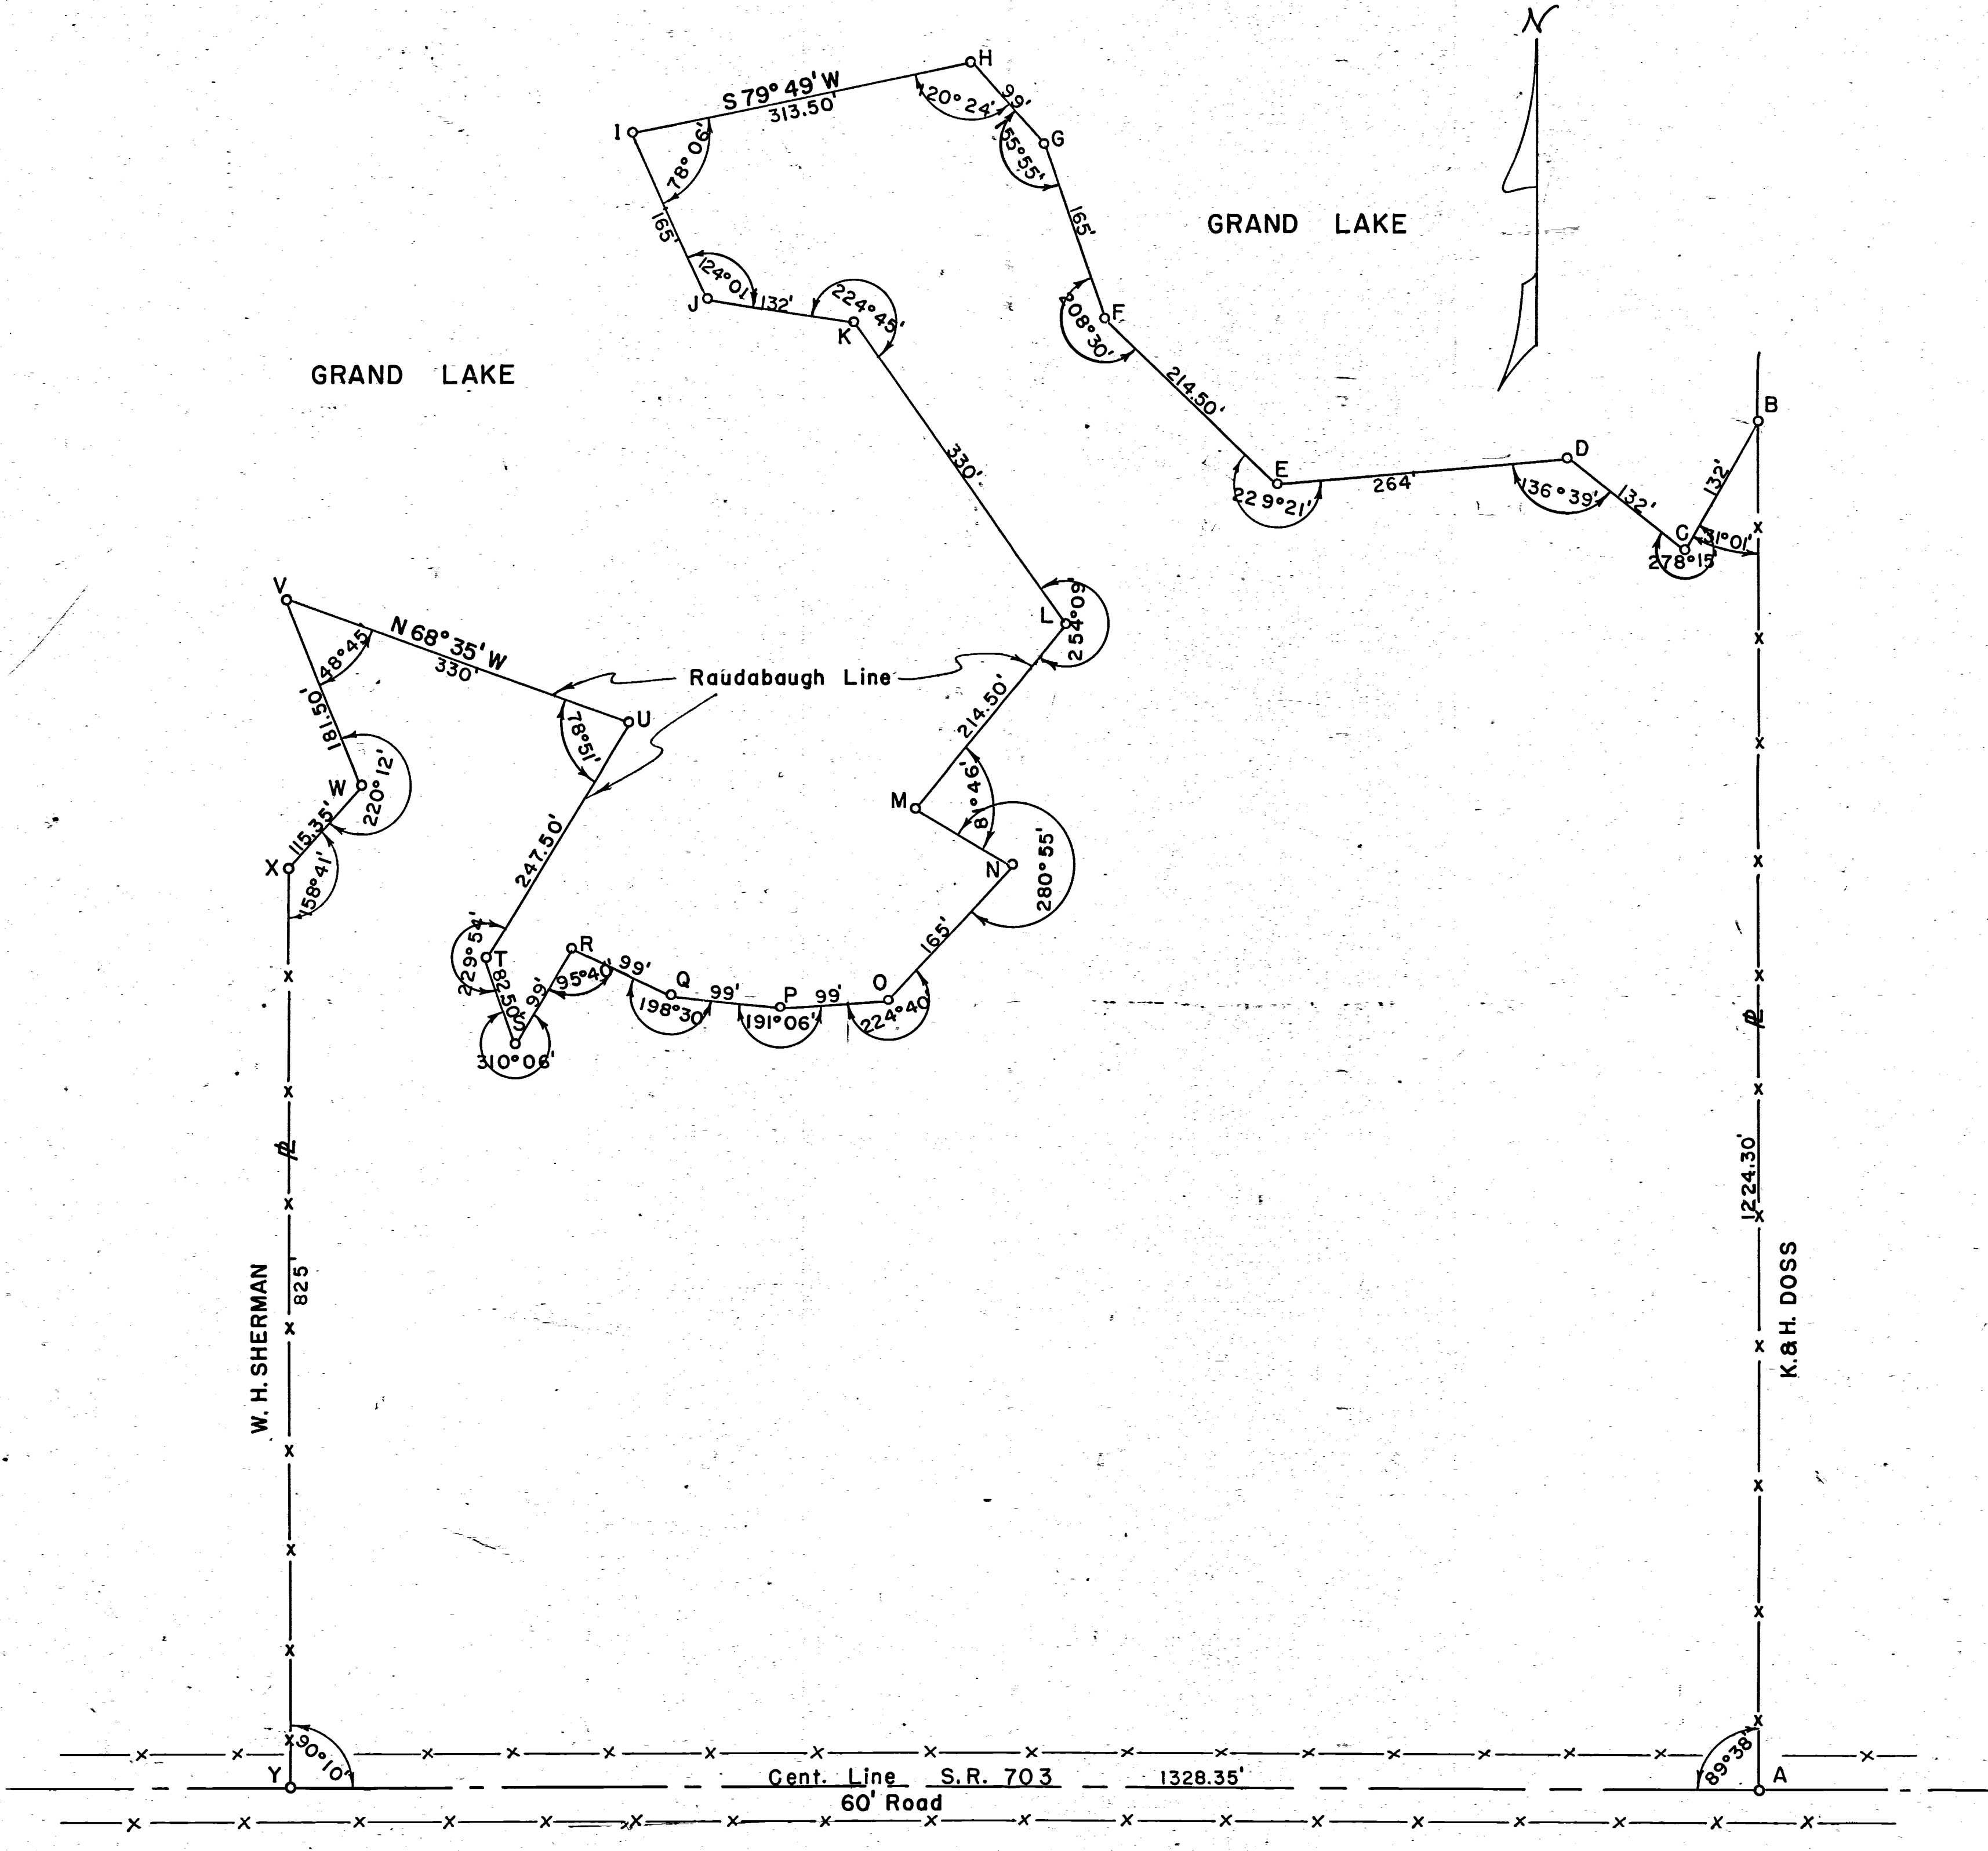 N
H
S 79° 49' W
313.50'
120° 24'
99'
I
G
78° 06'
155° 55'
165'
165'
GRAND LAKE
124° 01'
J
132'
224° 45'
K
208° 30'
F
GRAND LAKE
214.50'
B
330'
E
D
264'
229° 21'
136° 39'
132'
132'
C
31° 01'
278° 15'
V
N 68° 35' W
330'
48° 45'
L
254° 09'
Raudabaugh Line
181.50'
U
78° 51'
214.50'
W
220° 12'
M
81° 46'
115.35'
X
158° 41'
247.50'
N
280° 55'
229° 54'
T
R
99'
95° 40'
165'
82.50'
99'
Q
99'
P
99'
O
198° 30'
191° 06'
224° 40'
S
310° 06'
PL
PL
1224.30'
W. H. SHERMAN
825'
K. & H. DOSS
90° 10'
89° 38'
Y
Cent. Line S.R. 703 1328.35'
A
60' Road